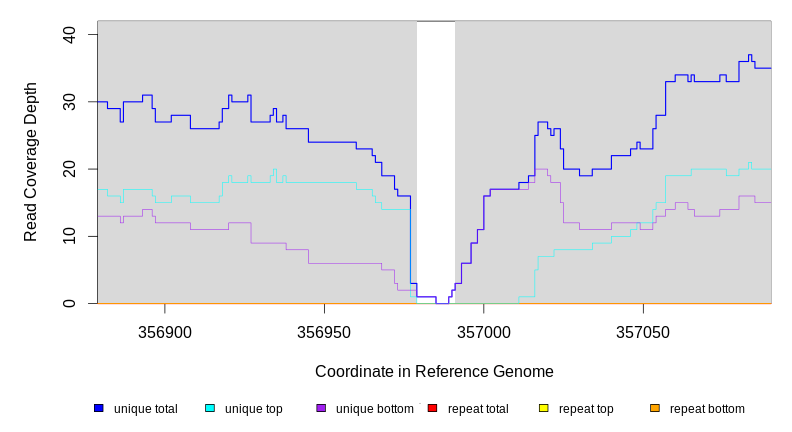 Read Coverage Depth
40
30
20
10
0
356900 356950 357000 357050
Coordinate in Reference Genome
unique total unique top unique bottom repeat total repeat top repeat bottom